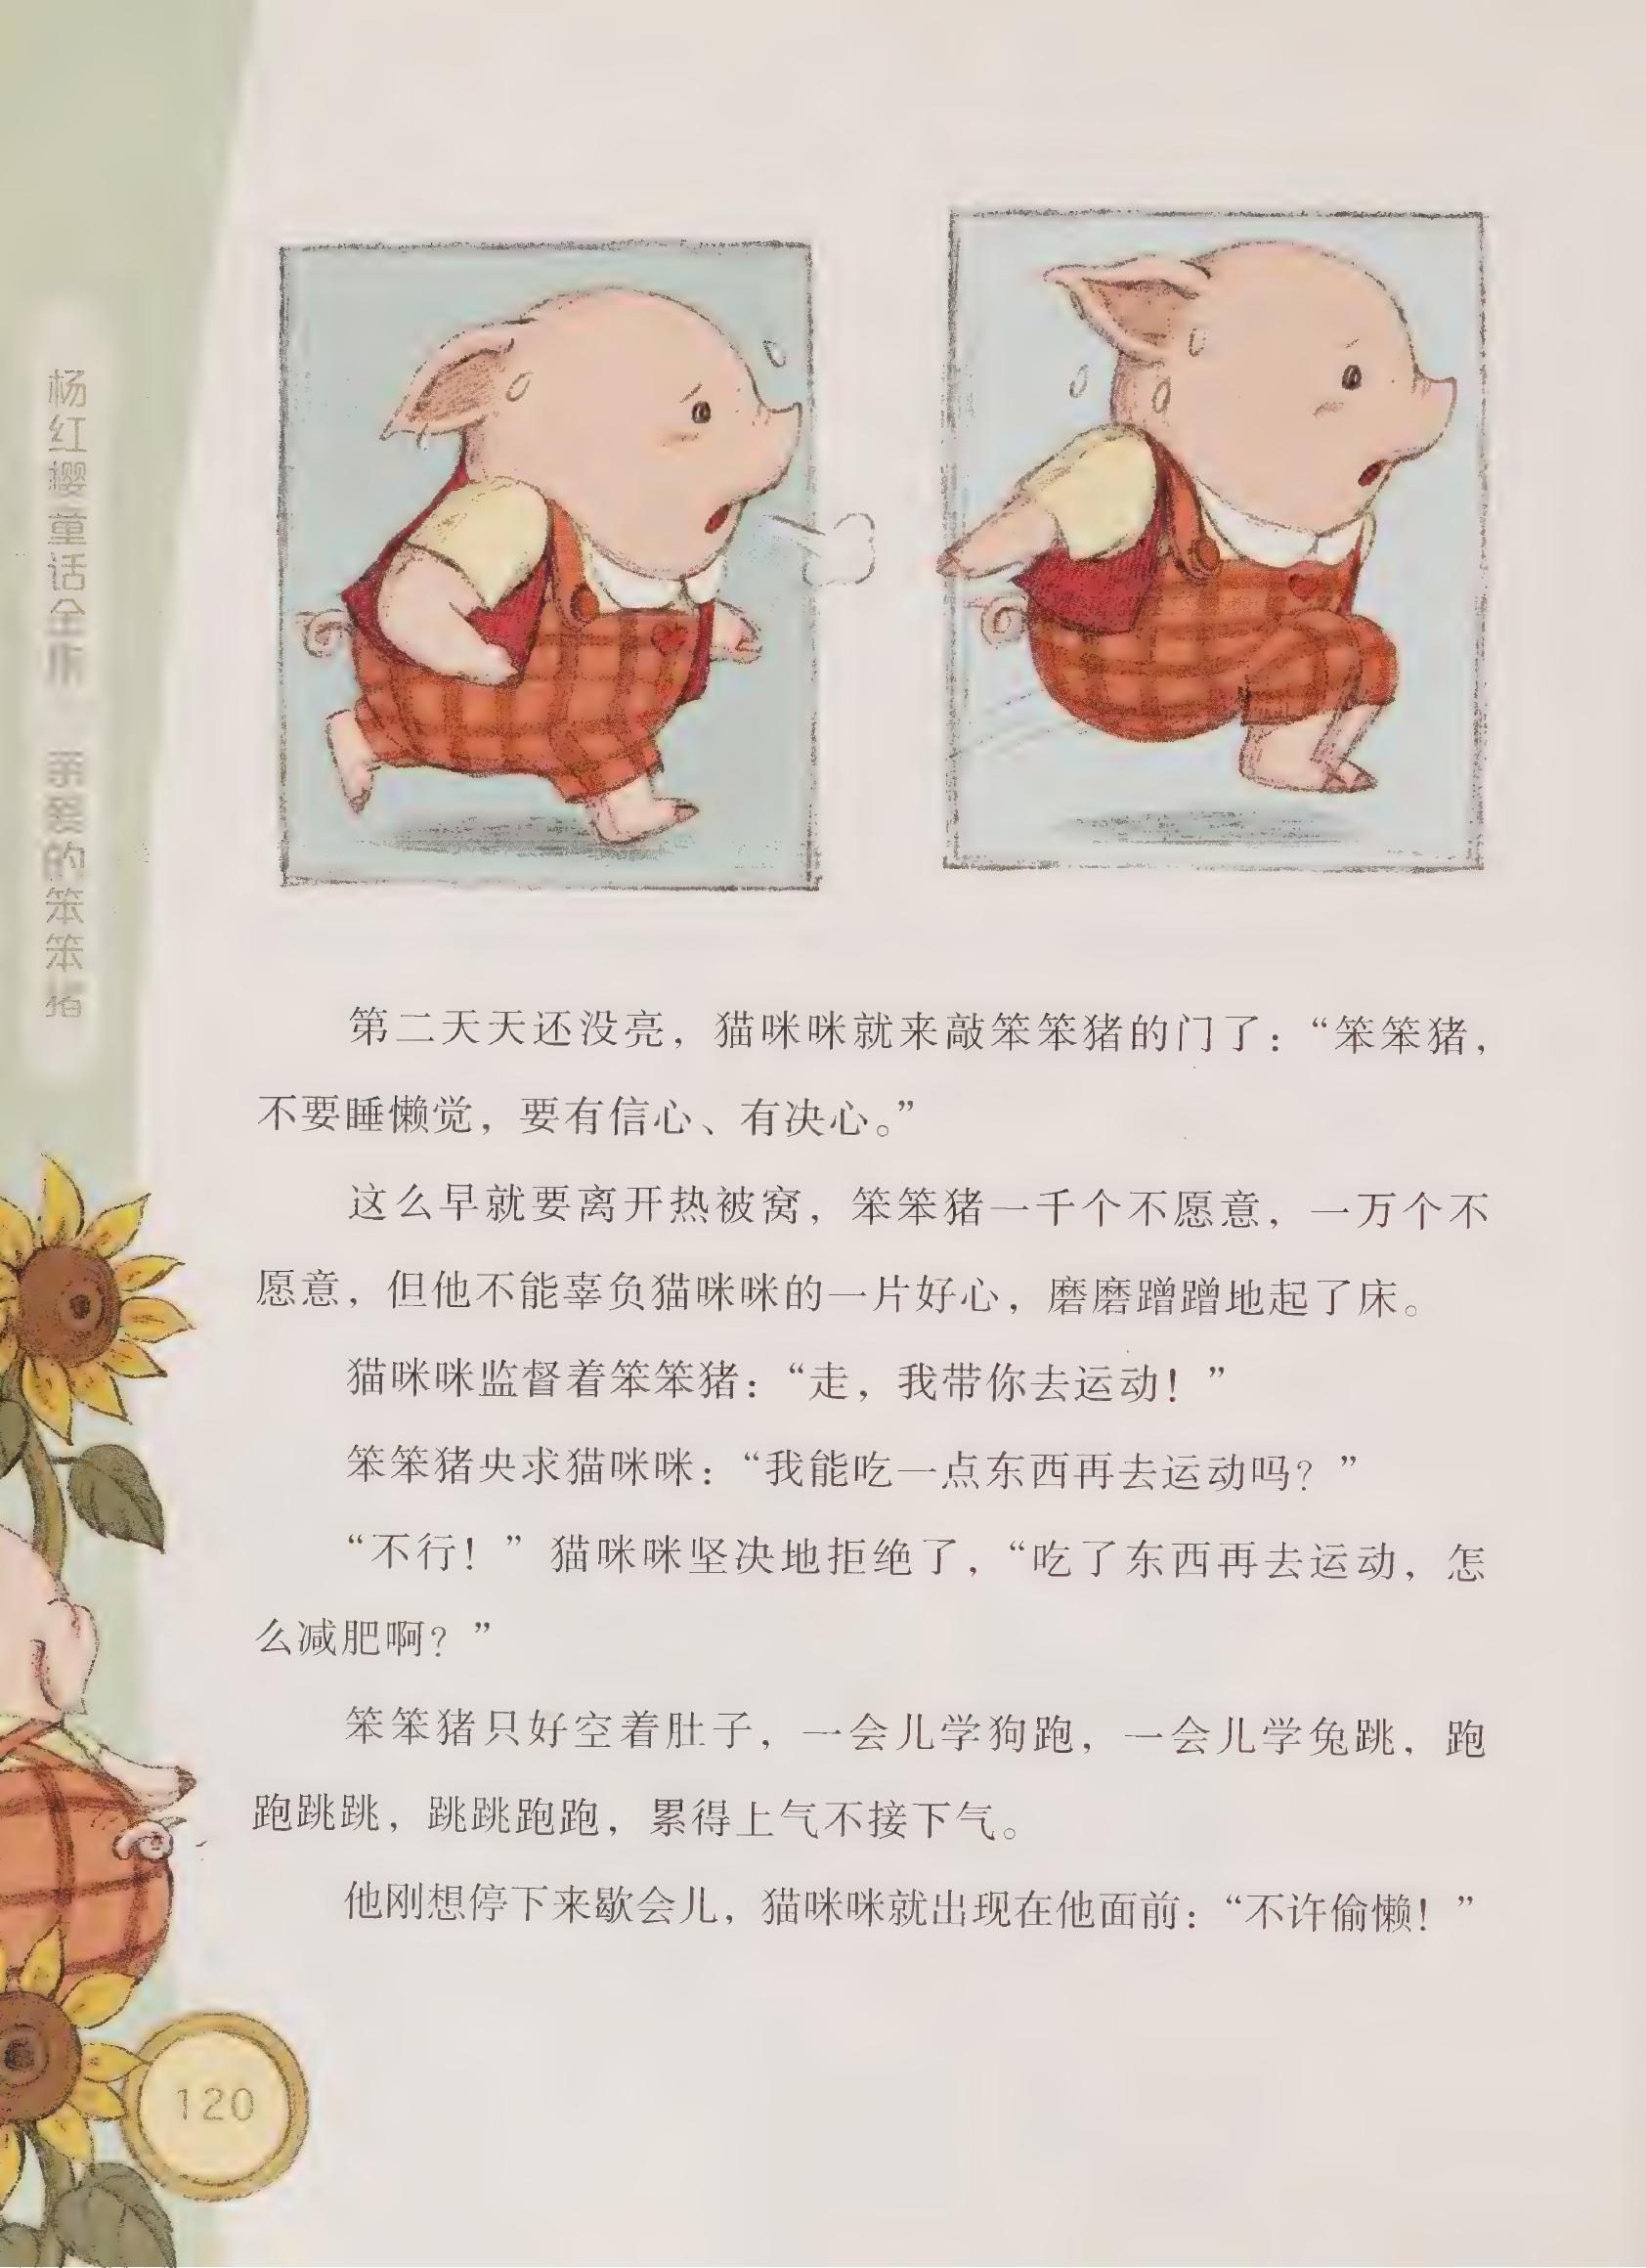 杨红樱童话全集 亲爱的笨笨猪
第二天天还没亮，猫咪咪就来敲笨笨猪的门了：“笨笨猪，
不要睡懒觉，要有信心、有决心。”
这么早就要离开热被窝，笨笨猪一千个不愿意，一万个不
愿意，但他不能辜负猫咪咪的一片好心，磨磨蹭蹭地起了床。
猫咪咪监督着笨笨猪：“走，我带你去运动！”
笨笨猪央求猫咪咪：“我能吃一点东西再去运动吗？”
“不行！”猫咪咪坚决地拒绝了，“吃了东西再去运动，怎
么减肥啊？”
笨笨猪只好空着肚子，一会儿学狗跑，一会儿学兔跳，跑
跑跳跳，跳跳跑跑，累得上气不接下气。
他刚想停下来歇会儿，猫咪咪就出现在他面前：“不许偷懒！”
120